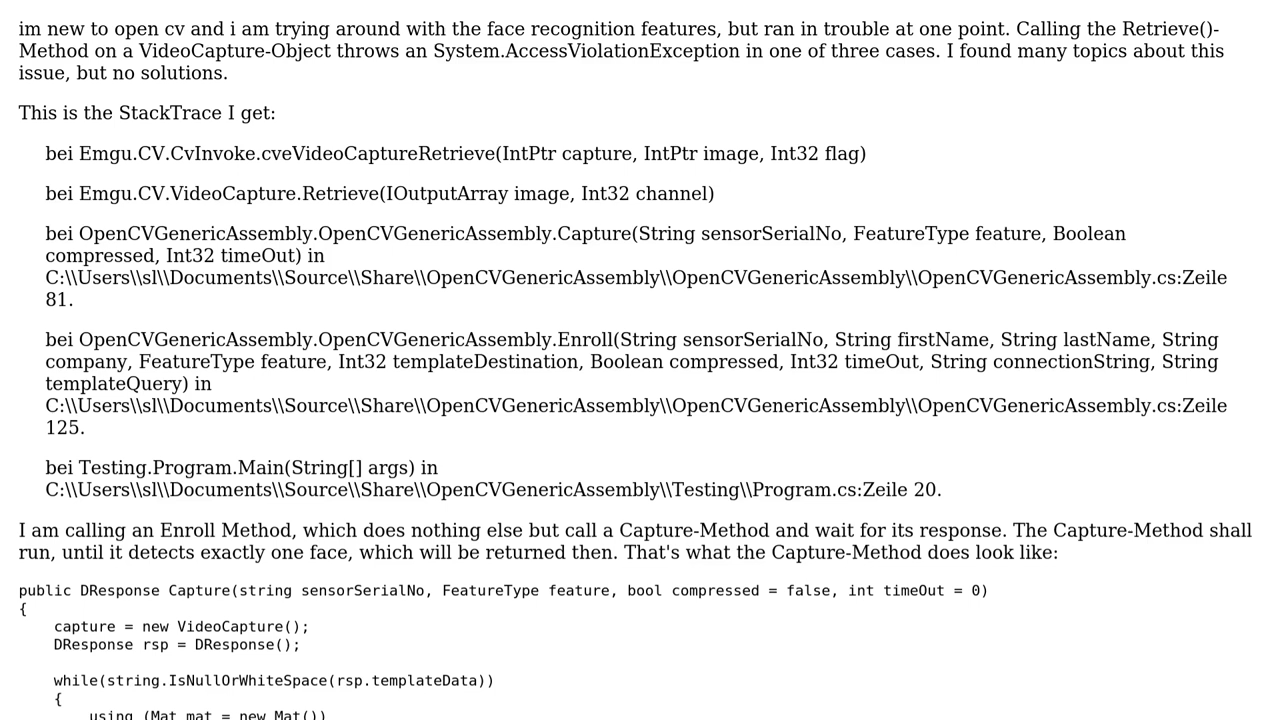 im new to open cv and i am trying around with the face recognition features, but ran in trouble at one point. Calling the Retrieve()-
Method on a VideoCapture-Object throws an System.AccessViolationException in one of three cases. I found many topics about this
issue, but no solutions.
This is the StackTrace I get:
bei Emgu.CV.CvInvoke.cveVideoCaptureRetrieve(IntPtr capture, IntPtr image, Int32 flag)
bei Emgu.CV.VideoCapture.Retrieve(IOutputArray image, Int32 channel)
bei OpenCVGenericAssembly.OpenCVGenericAssembly.Capture(String sensorSerialNo, FeatureType feature, Boolean
compressed, Int32 timeOut) in
C:\\Users\\sl\\Documents\\Source\\Share\\OpenCVGenericAssembly\\OpenCVGenericAssembly\\OpenCVGenericAssembly.cs:Zeile
81.
bei OpenCVGenericAssembly.OpenCVGenericAssembly.Enroll(String sensorSerialNo, String firstName, String lastName, String
company, FeatureType feature, Int32 templateDestination, Boolean compressed, Int32 timeOut, String connectionString, String
templateQuery) in
C:\\Users\\sl\\Documents\\Source\\Share\\OpenCVGenericAssembly\\OpenCVGenericAssembly\\OpenCVGenericAssembly.cs:Zeile
125.
bei Testing.Program.Main(String[] args) in
C:\\Users\\sl\\Documents\\Source\\Share\\OpenCVGenericAssembly\\Testing\\Program.cs:Zeile 20.
I am calling an Enroll Method, which does nothing else but call a Capture-Method and wait for its response. The Capture-Method shall
run, until it detects exactly one face, which will be returned then. That's what the Capture-Method does look like:
public DResponse Capture(string sensorSerialNo, FeatureType feature, bool compressed = false, int timeOut = 0)
{
    capture = new VideoCapture();
    DResponse rsp = DResponse();
    while(string.IsNullOrWhiteSpace(rsp.templateData))
    {
        using (Mat mat = new Mat())